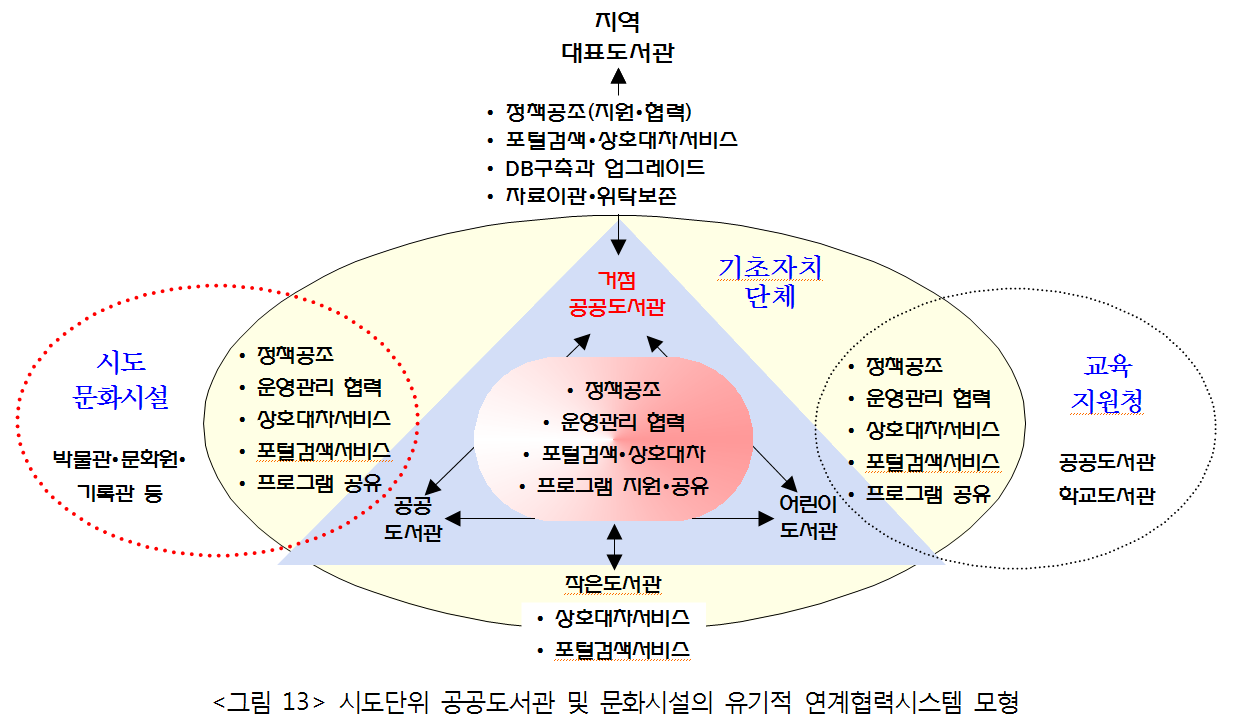 지역
대표도서관
• 정책공조(지원•협력)
• 포털검색•상호대차서비스
• DB구축과 업그레이드
• 자료이관•위탁보존
거점
공공도서관
기초자치
단체
시도
문화시설
박물관•문화원•
기록관 등
• 정책공조
• 운영관리 협력
• 상호대차서비스
• 포털검색서비스
• 프로그램 공유
• 정책공조
• 운영관리 협력
• 포털검색•상호대차
• 프로그램 지원•공유
• 정책공조
• 운영관리 협력
• 상호대차서비스
• 포털검색서비스
• 프로그램 공유
교육
지원청
공공도서관
학교도서관
공공
도서관
어린이
도서관
작은도서관
• 상호대차서비스
• 포털검색서비스
<그림 13> 시도단위 공공도서관 및 문화시설의 유기적 연계협력시스템 모형